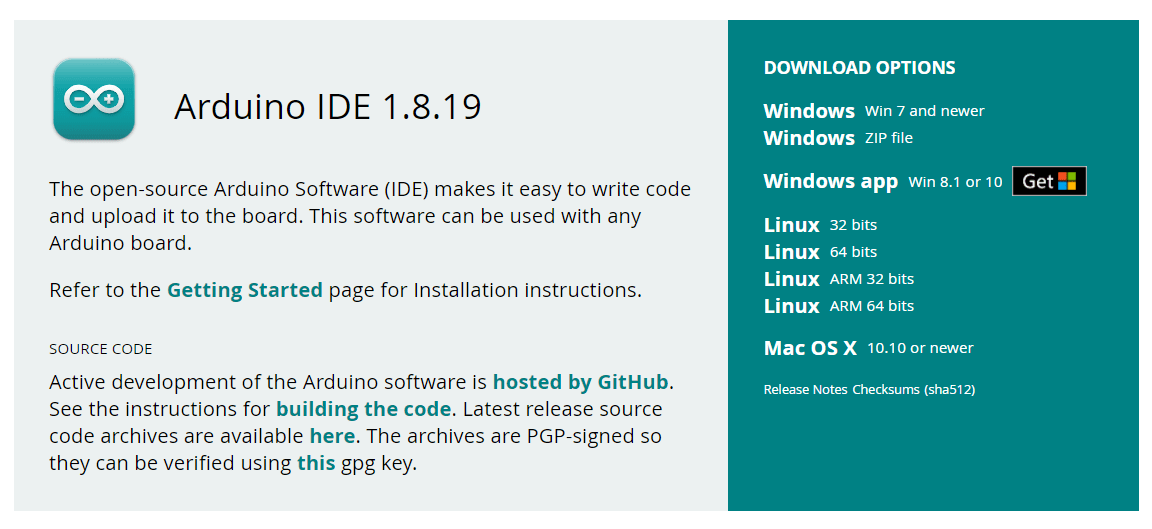 Arduino IDE 1.8.19
The open-source Arduino Software (IDE) makes it easy to write code
and upload it to the board. This software can be used with any
Arduino board.
Refer to the Getting Started page for Installation instructions.
SOURCE CODE
Active development of the Arduino software is hosted by GitHub.
See the instructions for building the code. Latest release source
code archives are available here. The archives are PGP-signed so
they can be verified using this gpg key.
DOWNLOAD OPTIONS
Windows Win 7 and newer
Windows ZIP file
Windows app Win 8.1 or 10 Get
Linux 32 bits
Linux 64 bits
Linux ARM 32 bits
Linux ARM 64 bits
Mac OS X 10.10 or newer
Release Notes Checksums (sha512)